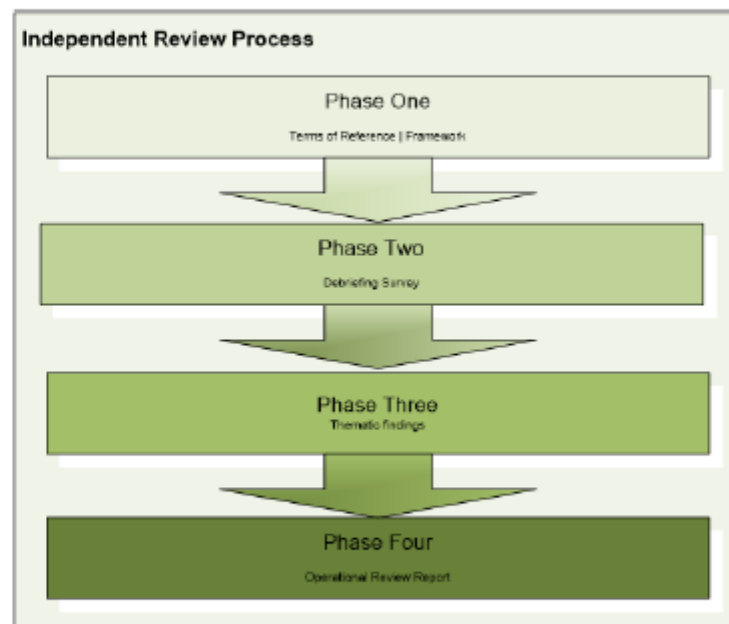 Independent Review Process
Phase One
Terms of Reference | Framework
Phase Two
Debriefing Survey
Phase Three
Thematic findings
Phase Four
Operational Review Report